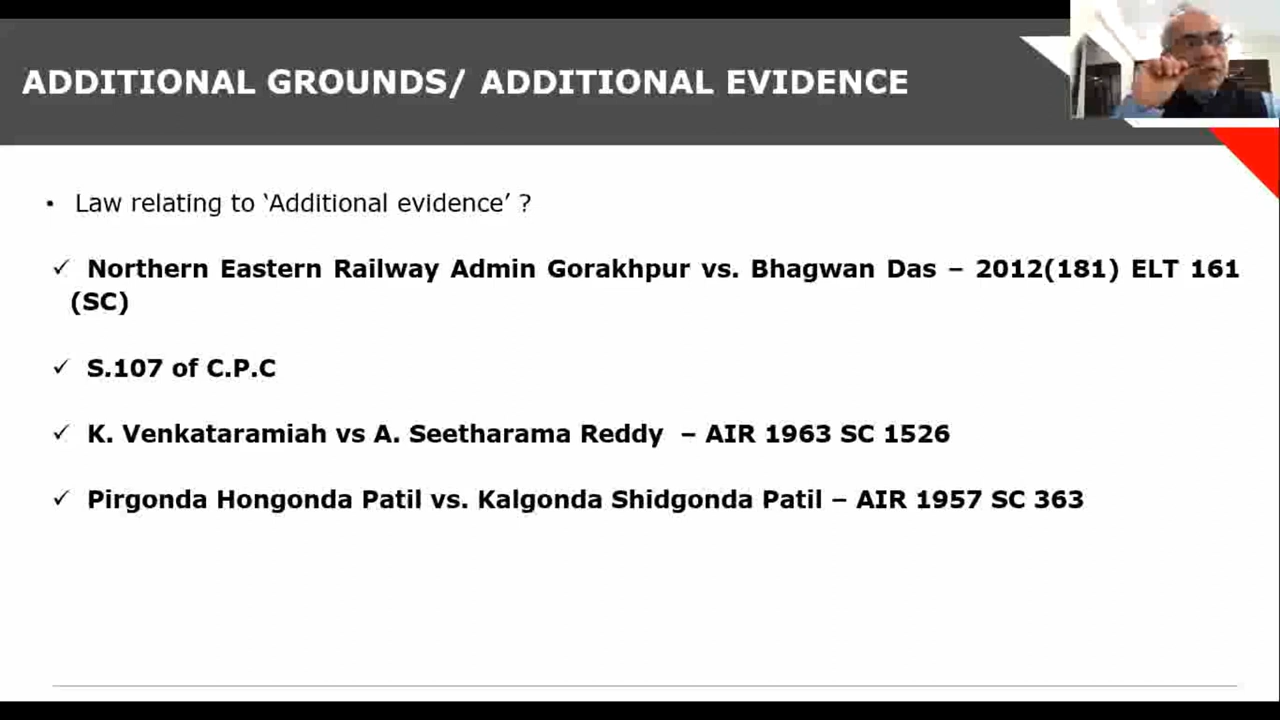 ADDITIONAL GROUNDS/ ADDITIONAL EVIDENCE
• Law relating to ‘Additional evidence’ ?
✓ Northern Eastern Railway Admin Gorakhpur vs. Bhagwan Das – 2012(181) ELT 161
(SC)
✓ S.107 of C.P.C
✓ K. Venkataramiah vs A. Seetharama Reddy – AIR 1963 SC 1526
✓ Pirgonda Hongonda Patil vs. Kalgonda Shidgonda Patil – AIR 1957 SC 363